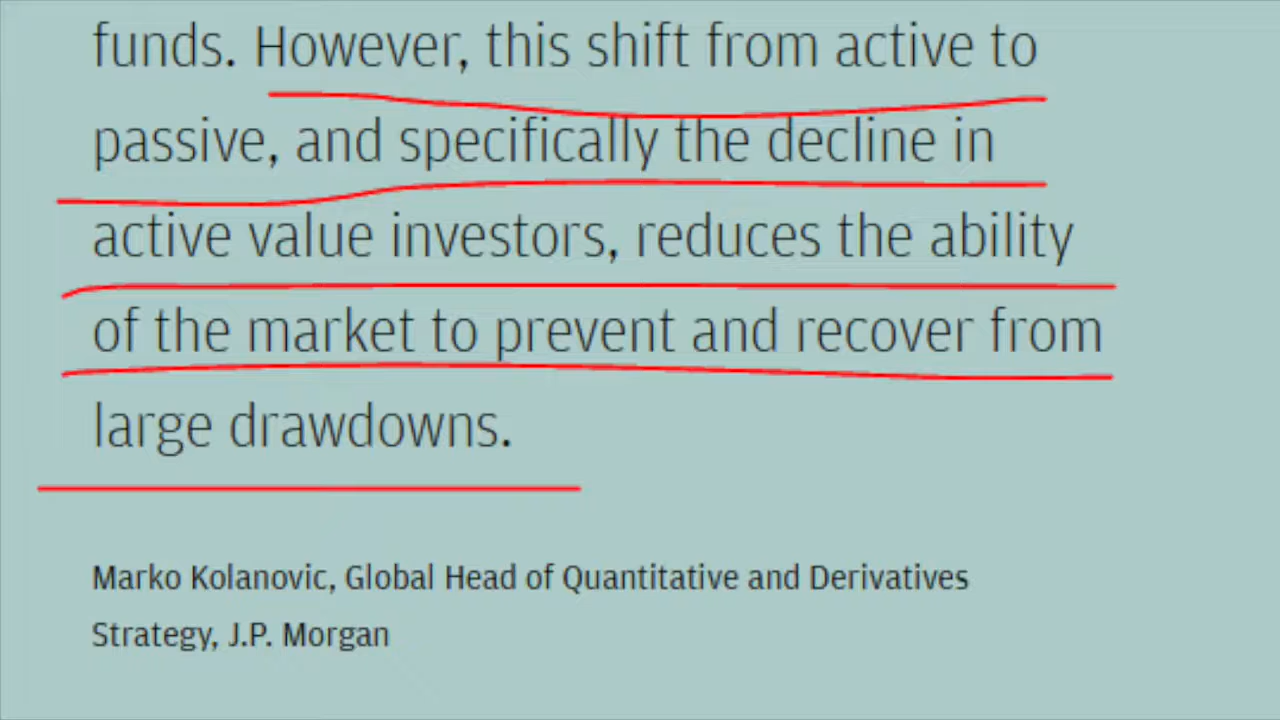 funds. However, this shift from active to
passive, and specifically the decline in
active value investors, reduces the ability
of the market to prevent and recover from
large drawdowns.
Marko Kolanovic, Global Head of Quantitative and Derivatives
Strategy, J.P. Morgan